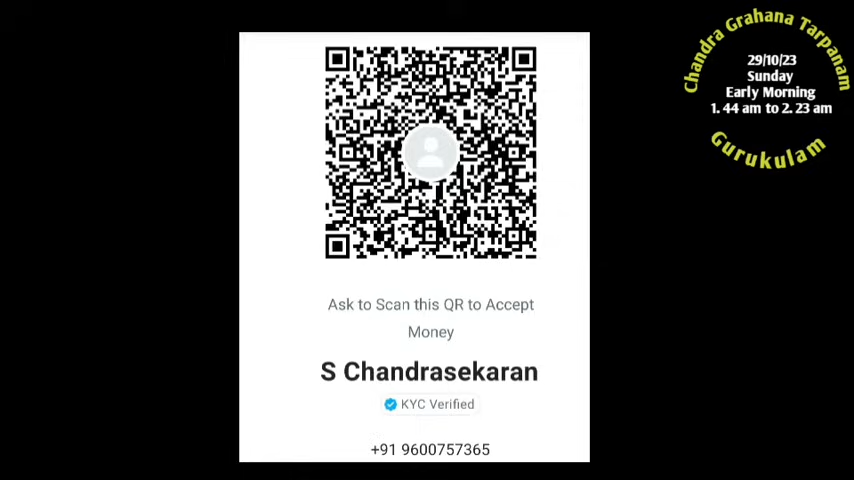 Chandra Grahana Tarpanam
29/10/23
Sunday
Early Morning
1. 44 am to 2. 23 am
Gurukulam
Ask to Scan this QR to Accept
Money
S Chandrasekaran
KYC Verified
+91 9600757365